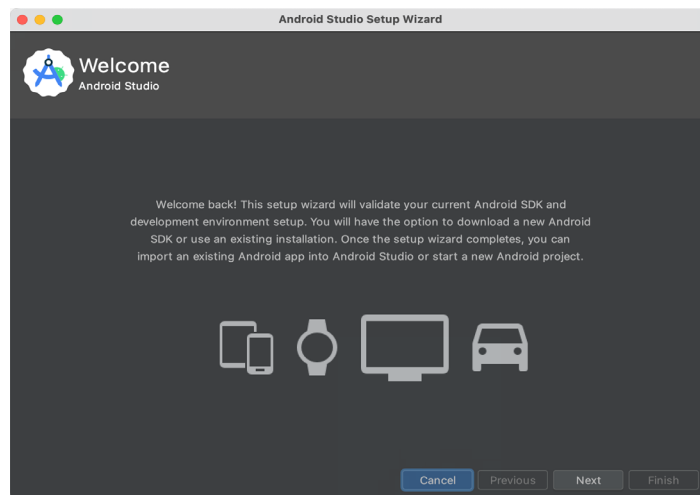 Android Studio Setup Wizard
Welcome
Android Studio
Welcome back! This setup wizard will validate your current Android SDK and
development environment setup. You will have the option to download a new Android
SDK or use an existing installation. Once the setup wizard completes, you can
import an existing Android app into Android Studio or start a new Android project.
Cancel Previous Next Finish